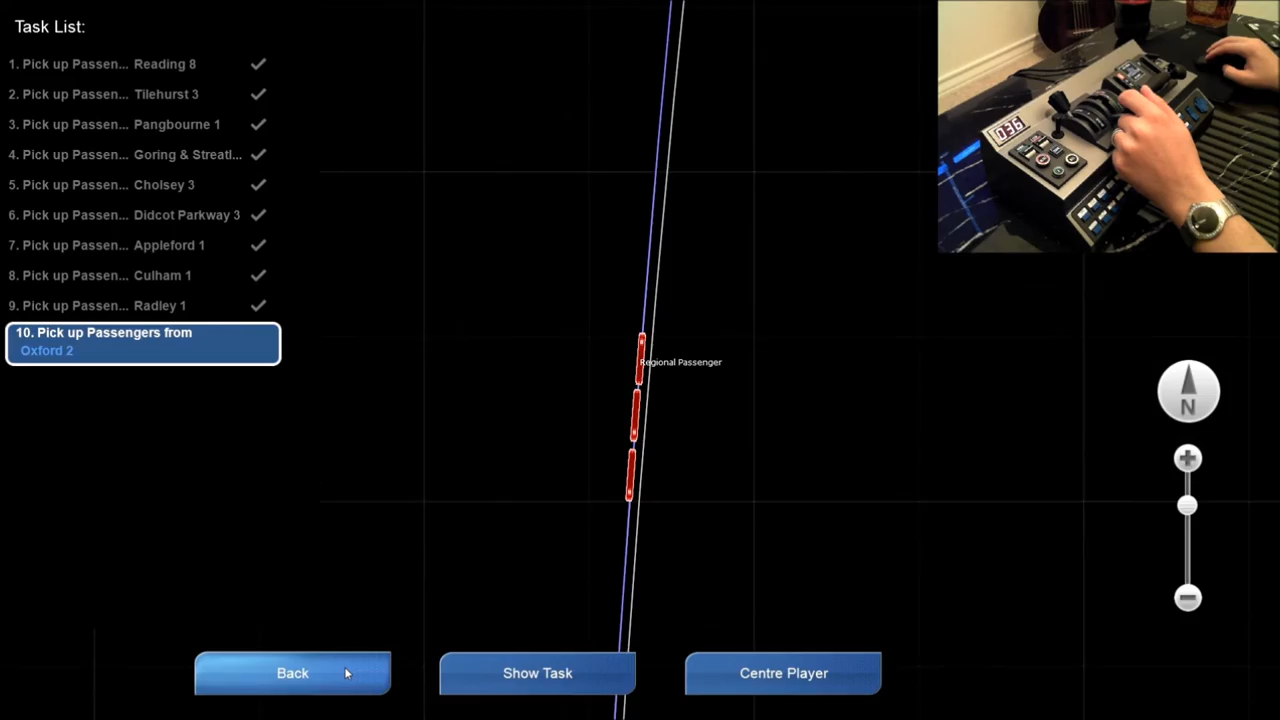 Task List:
1. Pick up Passen... Reading 8
2. Pick up Passen... Tilehurst 3
3. Pick up Passen... Pangbourne 1
4. Pick up Passen... Goring & Streatl...
5. Pick up Passen... Cholsey 3
6. Pick up Passen... Didcot Parkway 3
7. Pick up Passen... Appleford 1
8. Pick up Passen... Culham 1
9. Pick up Passen... Radley 1
10. Pick up Passengers from
Oxford 2
036
Regional Passenger
N
Back
Show Task
Centre Player